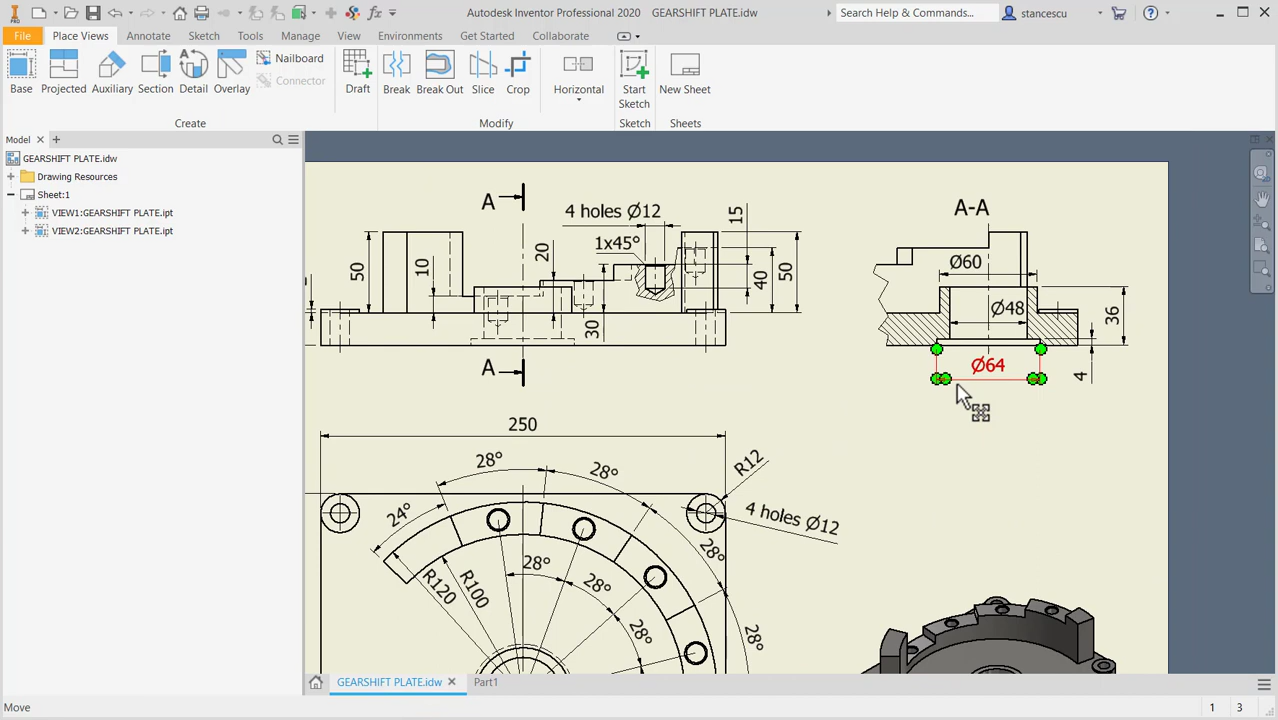 PRO
fx
Autodesk Inventor Professional 2020 GEARSHIFT PLATE.idw
Search Help & Commands...
stancescu
File
Place Views
Annotate
Sketch
Tools
Manage
View
Environments
Get Started
Collaborate
Base
Projected
Auxiliary
Section
Detail
Overlay
Nailboard
Connector
Draft
Break
Break Out
Slice
Crop
Horizontal
Start
Sketch
New Sheet
Create
Modify
Sketch
Sheets
Model
GEARSHIFT PLATE.idw
Drawing Resources
Sheet:1
VIEW1:GEARSHIFT PLATE.ipt
VIEW2:GEARSHIFT PLATE.ipt
A
4 holes Ø12
15
A-A
1x45°
50
10
20
40
50
30
Ø60
Ø48
36
Ø64
4
A
250
28°
28°
R12
24°
4 holes Ø12
28°
28°
28°
R120
R100
28°
28°
GEARSHIFT PLATE.idw
Part1
Move
1
3